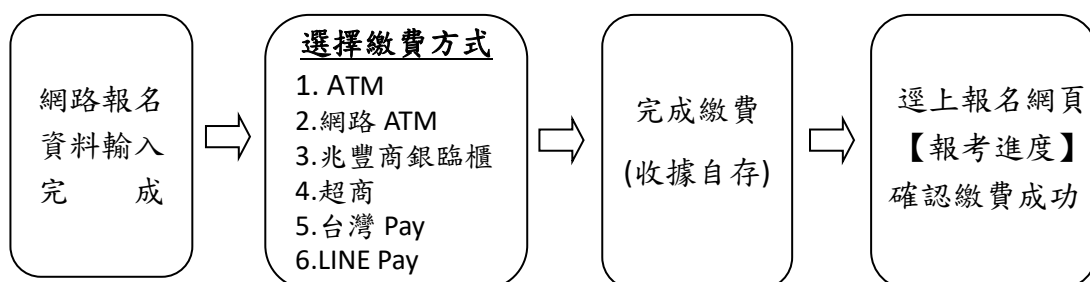 網路報名
資料輸入
完 成
選擇繳費方式
1. ATM
2.網路 ATM
3.兆豐商銀臨櫃
4.超商
5.台灣 Pay
6.LINE Pay
完成繳費
(收據自存)
逕上報名網頁
【報考進度】
確認繳費成功